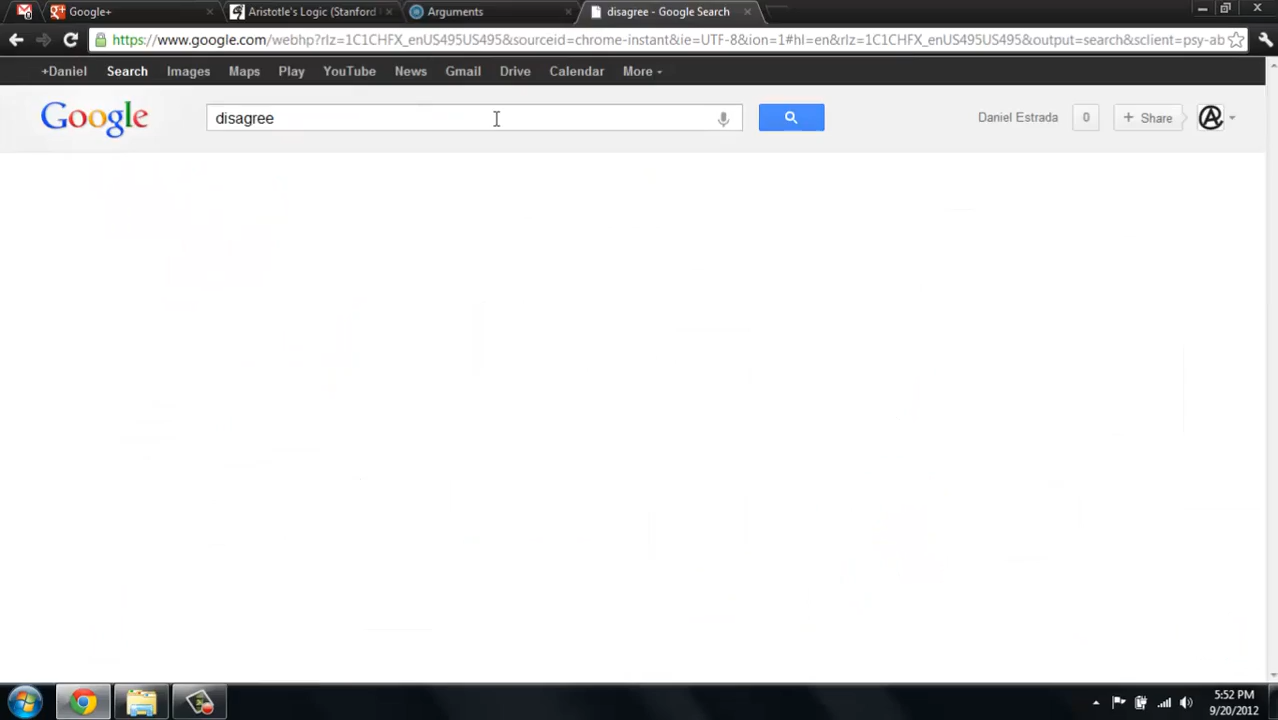 Google+
Aristotle's Logic (Stanford
Arguments
disagree - Google Search
https://www.google.com/webhp?rlz=1C1CHFX_enUS495US495&sourceid=chrome-instant&ie=UTF-8&ion=1#hl=en&rlz=1C1CHFX_enUS495US495&output=search&sclient=psy-ab
+Daniel Search Images Maps Play YouTube News Gmail Drive Calendar More
Google disagree Daniel Estrada 0 + Share
5:52 PM
9/20/2012